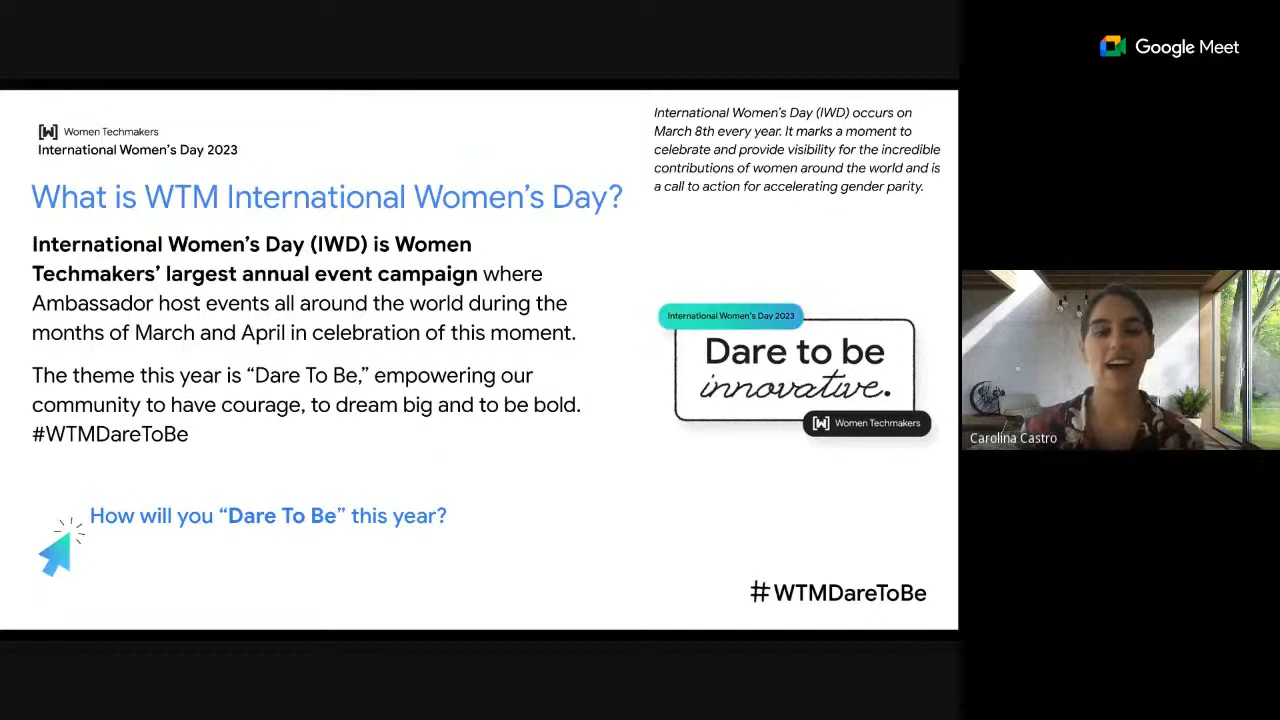 Google Meet
Women Techmakers
International Women's Day 2023
What is WTM International Women's Day?
International Women's Day (IWD) is Women
Techmakers' largest annual event campaign where
Ambassador host events all around the world during the
months of March and April in celebration of this moment.
The theme this year is “Dare To Be,” empowering our
community to have courage, to dream big and to be bold.
#WTMDareToBe
How will you “Dare To Be” this year?
International Women's Day (IWD) occurs on
March 8th every year. It marks a moment to
celebrate and provide visibility for the incredible
contributions of women around the world and is
a call to action for accelerating gender parity.
International Women's Day 2023
Dare to be
innovative.
[W] Women Techmakers
#WTMDareToBe
Carolina Castro